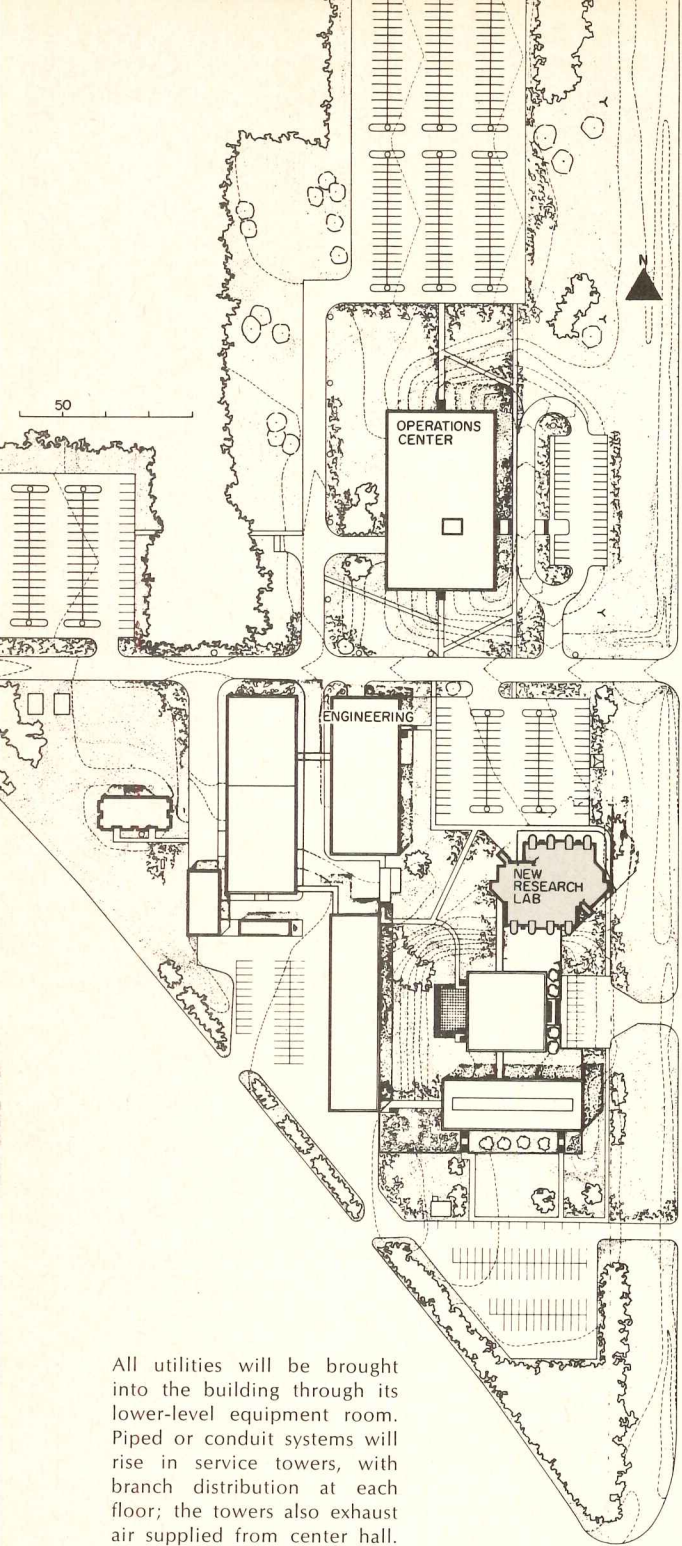 N
50
OPERATIONS
CENTER
ENGINEERING
NEW
RESEARCH
LAB
All utilities will be brought
into the building through its
lower-level equipment room.
Piped or conduit systems will
rise in service towers, with
branch distribution at each
floor; the towers also exhaust
air supplied from center hall.